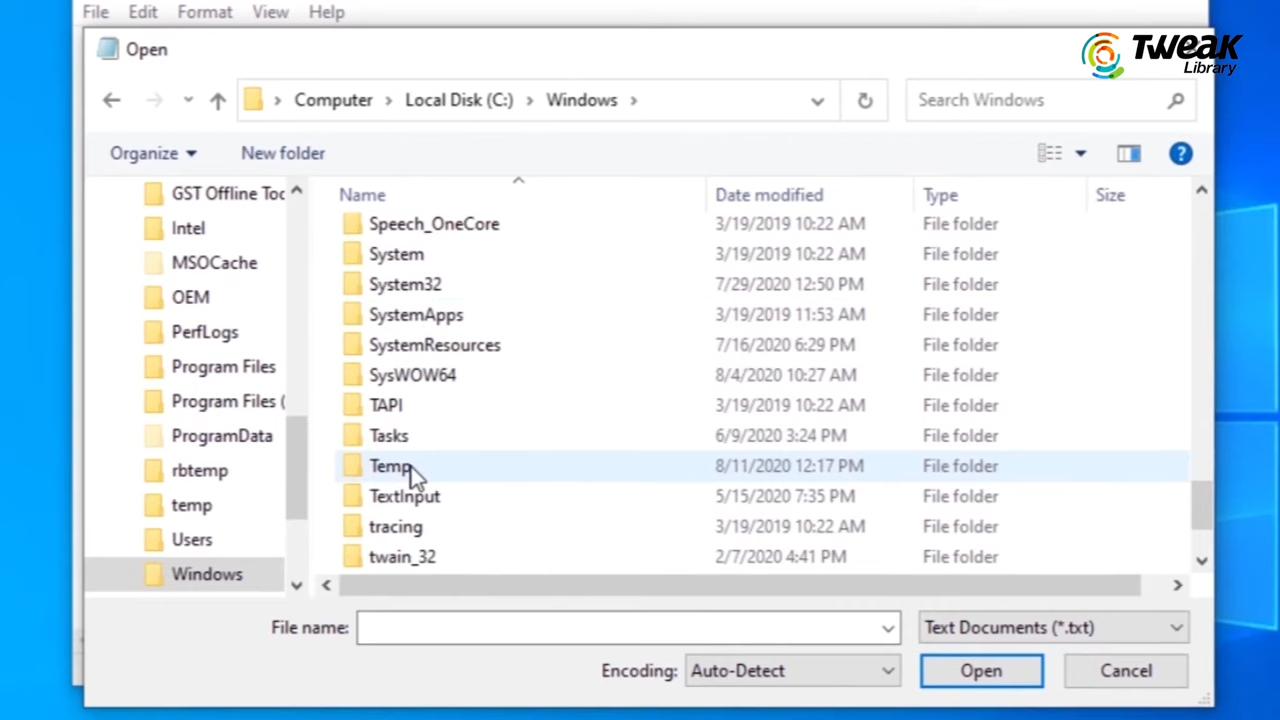 File Edit Format View Help
Open
TWEAK
Library
Computer Local Disk (C:) Windows
Search Windows
Organize New folder
Name Date modified Type Size
GST Offline Toc
Intel
MSOCache
OEM
PerfLogs
Program Files
Program Files (
ProgramData
rbtemp
temp
Users
Windows
Speech_OneCore 3/19/2019 10:22 AM File folder
System 3/19/2019 10:22 AM File folder
System32 7/29/2020 12:50 PM File folder
SystemApps 3/19/2019 11:53 AM File folder
SystemResources 7/16/2020 6:29 PM File folder
SysWOW64 8/4/2020 10:27 AM File folder
TAPI 3/19/2019 10:22 AM File folder
Tasks 6/9/2020 3:24 PM File folder
Temp 8/11/2020 12:17 PM File folder
TextInput 5/15/2020 7:35 PM File folder
tracing 3/19/2019 10:22 AM File folder
twain_32 2/7/2020 4:41 PM File folder
File name: Text Documents (*.txt)
Encoding: Auto-Detect Open Cancel